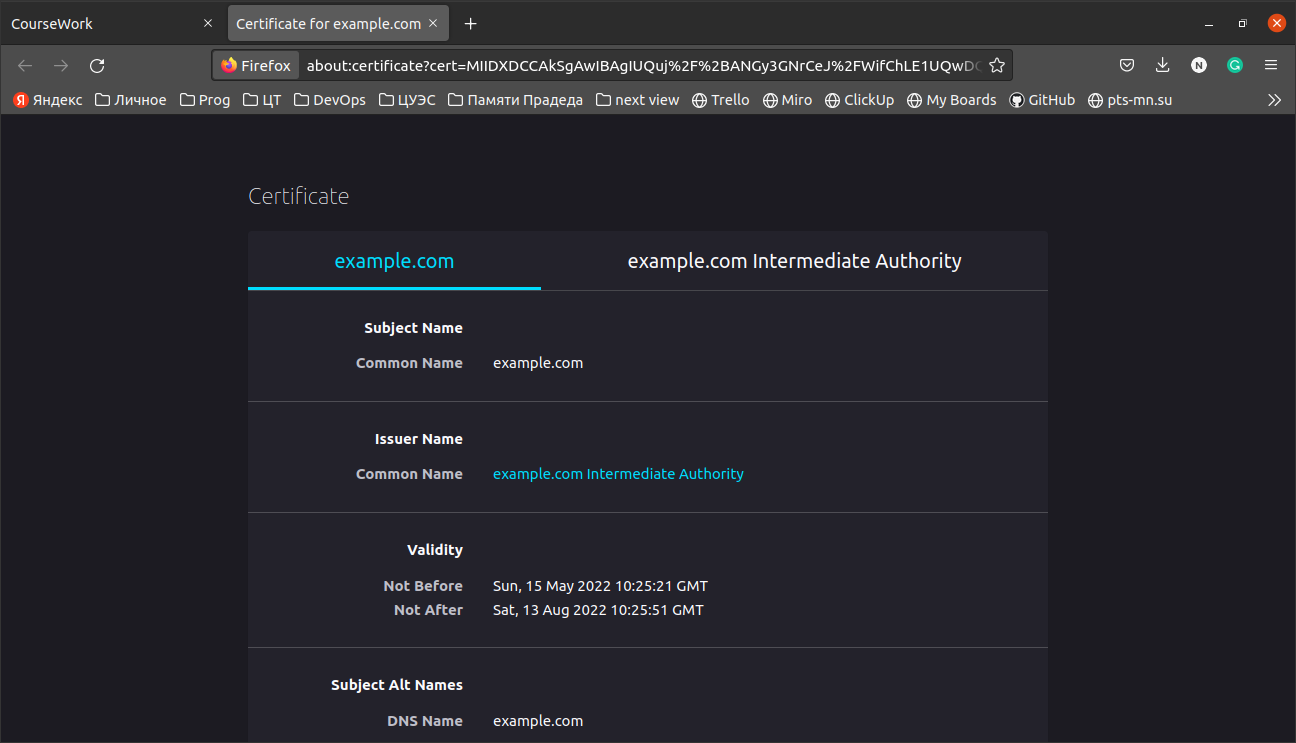 CourseWork
Certificate for example.com
Firefox about:certificate?cert=MIIDXDCCAkSgAwIBAgIUQuj%2F%2BANGy3GNrCeJ%2FWifChLE1UQwDC
N G
Я Яндекс Личное Prog ЦТ DevOps ЦУЭС Памяти Прадеда next view Trello Miro ClickUp My Boards GitHub pts-mn.su
Certificate
example.com example.com Intermediate Authority
Subject Name
Common Name example.com
Issuer Name
Common Name example.com Intermediate Authority
Validity
Not Before Sun, 15 May 2022 10:25:21 GMT
Not After Sat, 13 Aug 2022 10:25:51 GMT
Subject Alt Names
DNS Name example.com